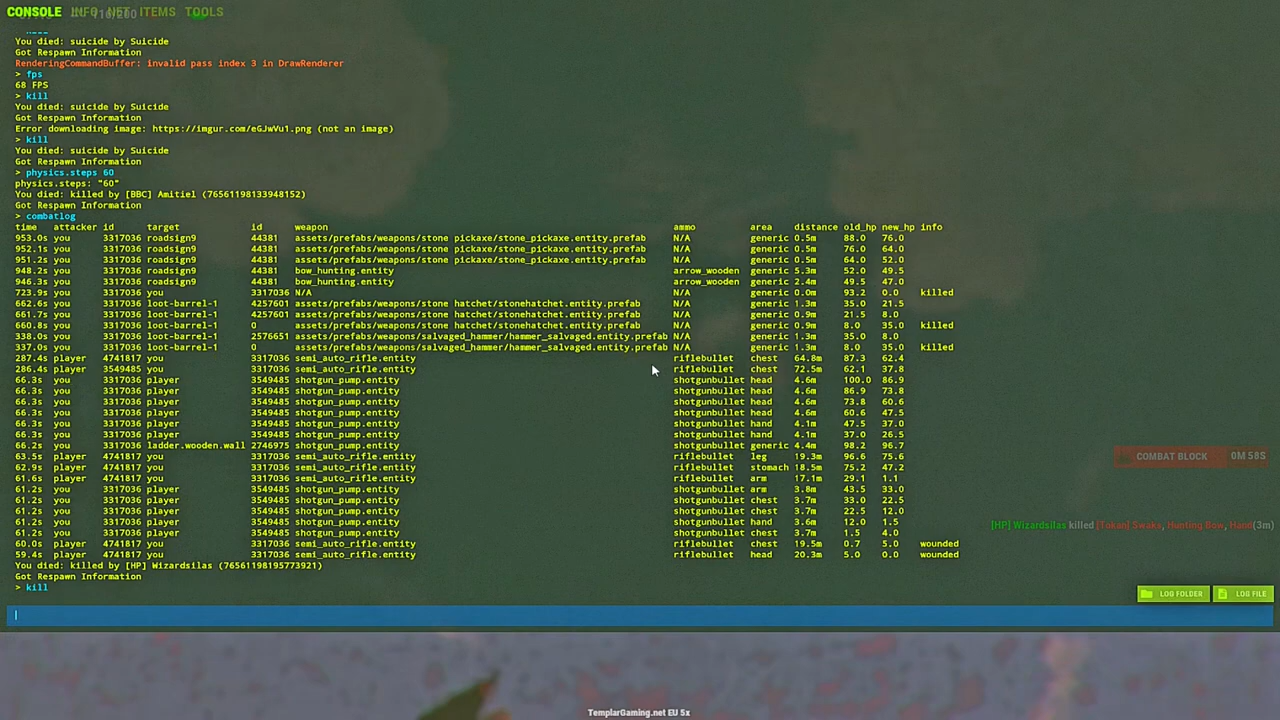 CONSOLE INFO NET ITEMS TOOLS
You died: suicide by Suicide
Got Respawn Information
RenderingCommandBuffer: invalid pass index 3 in DrawRenderer
> fps
68 FPS
> kill
You died: suicide by Suicide
Got Respawn Information
Error downloading image: https://imgur.com/eGJwVu1.png (not an image)
> kill
You died: suicide by Suicide
Got Respawn Information
> physics.steps 60
physics.steps: "60"
You died: killed by [BBC] Amitiel (76561198133948152)
Got Respawn Information
> combatlog
time attacker id target id weapon ammo area distance old_hp new_hp info
953.0s you 3317036 roadsign9 44381 assets/prefabs/weapons/stone pickaxe/stone_pickaxe.entity.prefab N/A generic 0.5m 88.0 76.0
952.1s you 3317036 roadsign9 44381 assets/prefabs/weapons/stone pickaxe/stone_pickaxe.entity.prefab N/A generic 0.5m 76.0 64.0
951.2s you 3317036 roadsign9 44381 assets/prefabs/weapons/stone pickaxe/stone_pickaxe.entity.prefab N/A generic 0.5m 64.0 52.0
948.2s you 3317036 roadsign9 44381 bow_hunting.entity arrow_wooden generic 5.3m 52.0 49.5
946.3s you 3317036 roadsign9 44381 bow_hunting.entity arrow_wooden generic 2.4m 49.5 47.0
723.9s you 3317036 you 3317036 N/A N/A generic 0.0m 93.2 0.0 killed
662.6s you 3317036 loot-barrel-1 4257601 assets/prefabs/weapons/stone hatchet/stonehatchet.entity.prefab N/A generic 1.3m 35.0 21.5
661.7s you 3317036 loot-barrel-1 4257601 assets/prefabs/weapons/stone hatchet/stonehatchet.entity.prefab N/A generic 0.9m 21.5 8.0
660.8s you 3317036 loot-barrel-1 0 assets/prefabs/weapons/stone hatchet/stonehatchet.entity.prefab N/A generic 0.9m 8.0 35.0 killed
338.0s you 3317036 loot-barrel-1 2576651 assets/prefabs/weapons/salvaged_hammer/hammer_salvaged.entity.prefab N/A generic 1.3m 35.0 8.0
337.0s you 3317036 loot-barrel-1 0 assets/prefabs/weapons/salvaged_hammer/hammer_salvaged.entity.prefab N/A generic 1.3m 8.0 35.0 killed
287.4s player 4741817 you 3317036 semi_auto_rifle.entity riflebullet chest 64.8m 87.3 62.4
286.4s player 3549485 you 3317036 semi_auto_rifle.entity riflebullet chest 72.5m 62.1 37.8
66.3s you 3317036 player 3549485 shotgun_pump.entity shotgunbullet head 4.6m 100.0 86.9
66.3s you 3317036 player 3549485 shotgun_pump.entity shotgunbullet head 4.6m 86.9 73.8
66.3s you 3317036 player 3549485 shotgun_pump.entity shotgunbullet head 4.6m 73.8 60.6
66.3s you 3317036 player 3549485 shotgun_pump.entity shotgunbullet head 4.6m 60.6 47.5
66.3s you 3317036 player 3549485 shotgun_pump.entity shotgunbullet hand 4.1m 47.5 37.0
66.3s you 3317036 player 3549485 shotgun_pump.entity shotgunbullet hand 4.1m 37.0 26.5
66.2s you 3317036 ladder.wooden.wall 2746975 shotgun_pump.entity shotgunbullet generic 4.4m 98.2 96.7
63.5s player 4741817 you 3317036 semi_auto_rifle.entity riflebullet leg 19.3m 96.6 75.6
62.9s player 4741817 you 3317036 semi_auto_rifle.entity riflebullet stomach 18.5m 75.2 47.2
61.6s player 4741817 you 3317036 semi_auto_rifle.entity riflebullet arm 17.1m 29.1 1.1
61.2s you 3317036 player 3549485 shotgun_pump.entity shotgunbullet arm 3.8m 43.5 33.0
61.2s you 3317036 player 3549485 shotgun_pump.entity shotgunbullet chest 3.7m 33.0 22.5
61.2s you 3317036 player 3549485 shotgun_pump.entity shotgunbullet chest 3.7m 22.5 12.0
61.2s you 3317036 player 3549485 shotgun_pump.entity shotgunbullet hand 3.6m 12.0 1.5
61.2s you 3317036 player 3549485 shotgun_pump.entity shotgunbullet chest 3.7m 1.5 4.0
60.0s player 4741817 you 3317036 semi_auto_rifle.entity riflebullet chest 19.5m 0.7 5.0 wounded
59.4s player 4741817 you 3317036 semi_auto_rifle.entity riflebullet head 20.3m 5.0 0.0 wounded
You died: killed by [HP] Wizardsilas (76561198195773921)
Got Respawn Information
> kill
COMBAT BLOCK 0M 58S
[HP] Wizardsilas killed [Token] Swake, Hunting Bow, Hand(3m)
LOG FOLDER LOG FILE
TemplarGaming.net EU 5x